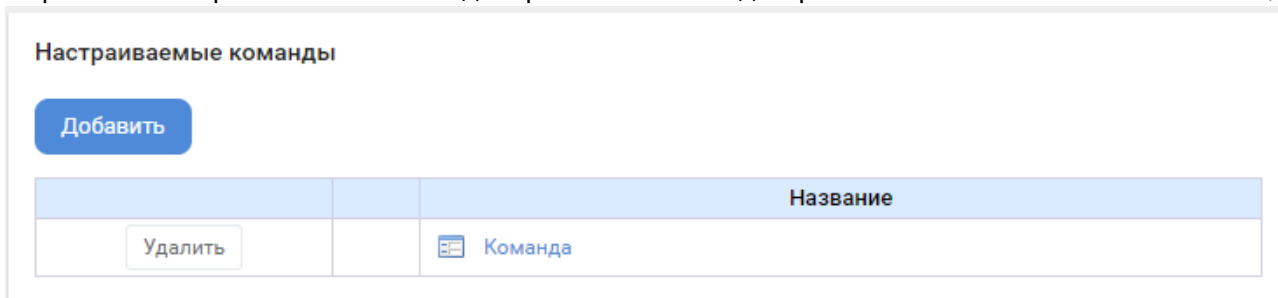 Настраиваемые команды
Добавить
Название
Удалить Команда